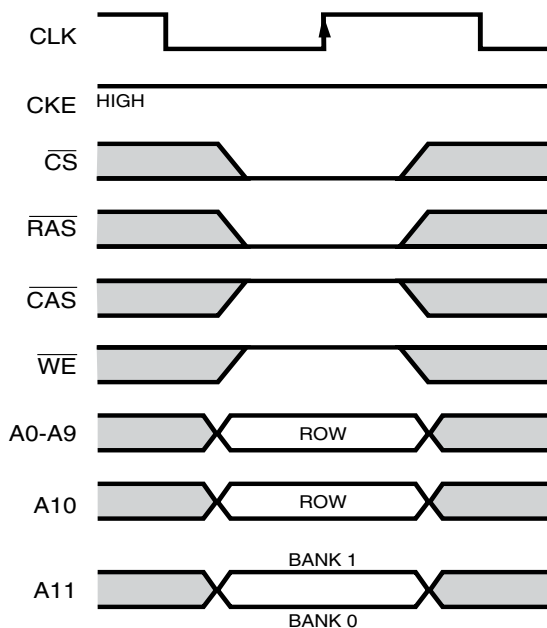 CLK
CKE HIGH
CS
RAS
CAS
WE
A0-A9 ROW
A10 ROW
BANK 1
A11
BANK 0